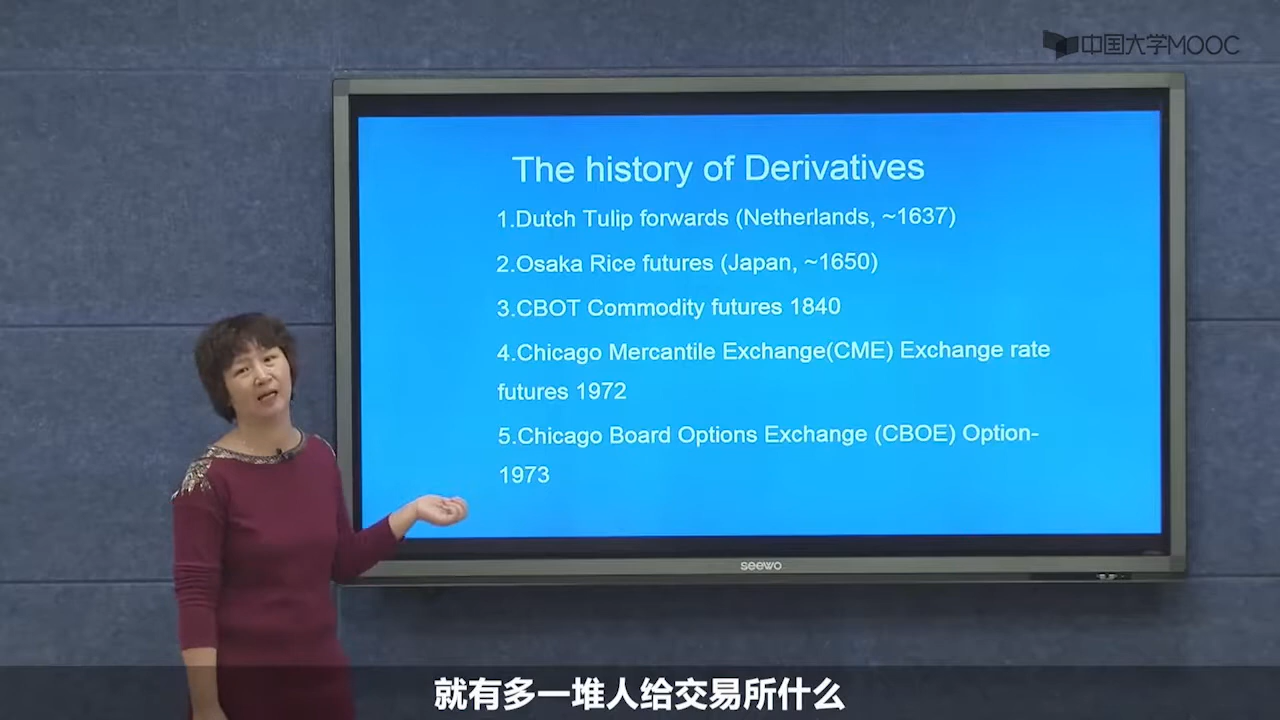 中国大学MOOC
The history of Derivatives
1.Dutch Tulip forwards (Netherlands, ~1637)
2.Osaka Rice futures (Japan, ~1650)
3.CBOT Commodity futures 1840
4.Chicago Mercantile Exchange(CME) Exchange rate
futures 1972
5.Chicago Board Options Exchange (CBOE) Option-
1973
seewo
就有多一堆人给交易所什么